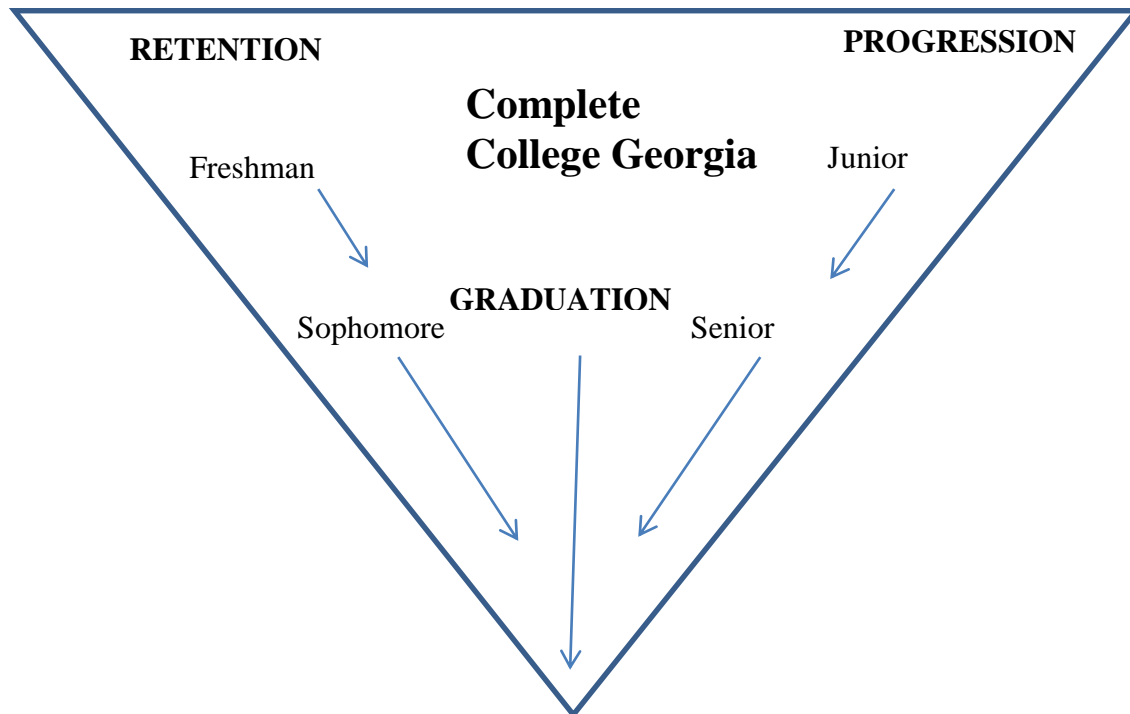 RETENTION
PROGRESSION
Complete
College Georgia
Freshman
Junior
GRADUATION
Sophomore
Senior